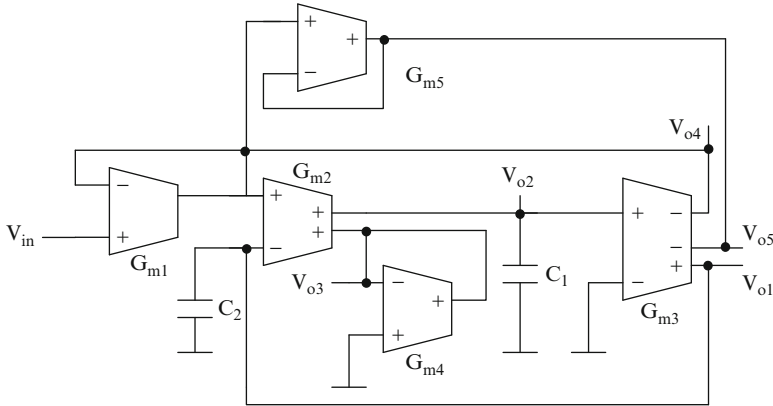 +
+
−
G_m5
V_o4
−
G_m2
+
V_o2
+
−
V_in
+
G_m1
+
+
−
V_o3
−
+
+
G_m4
C_2
C_1
−
−
+
V_o5
V_o1
G_m3